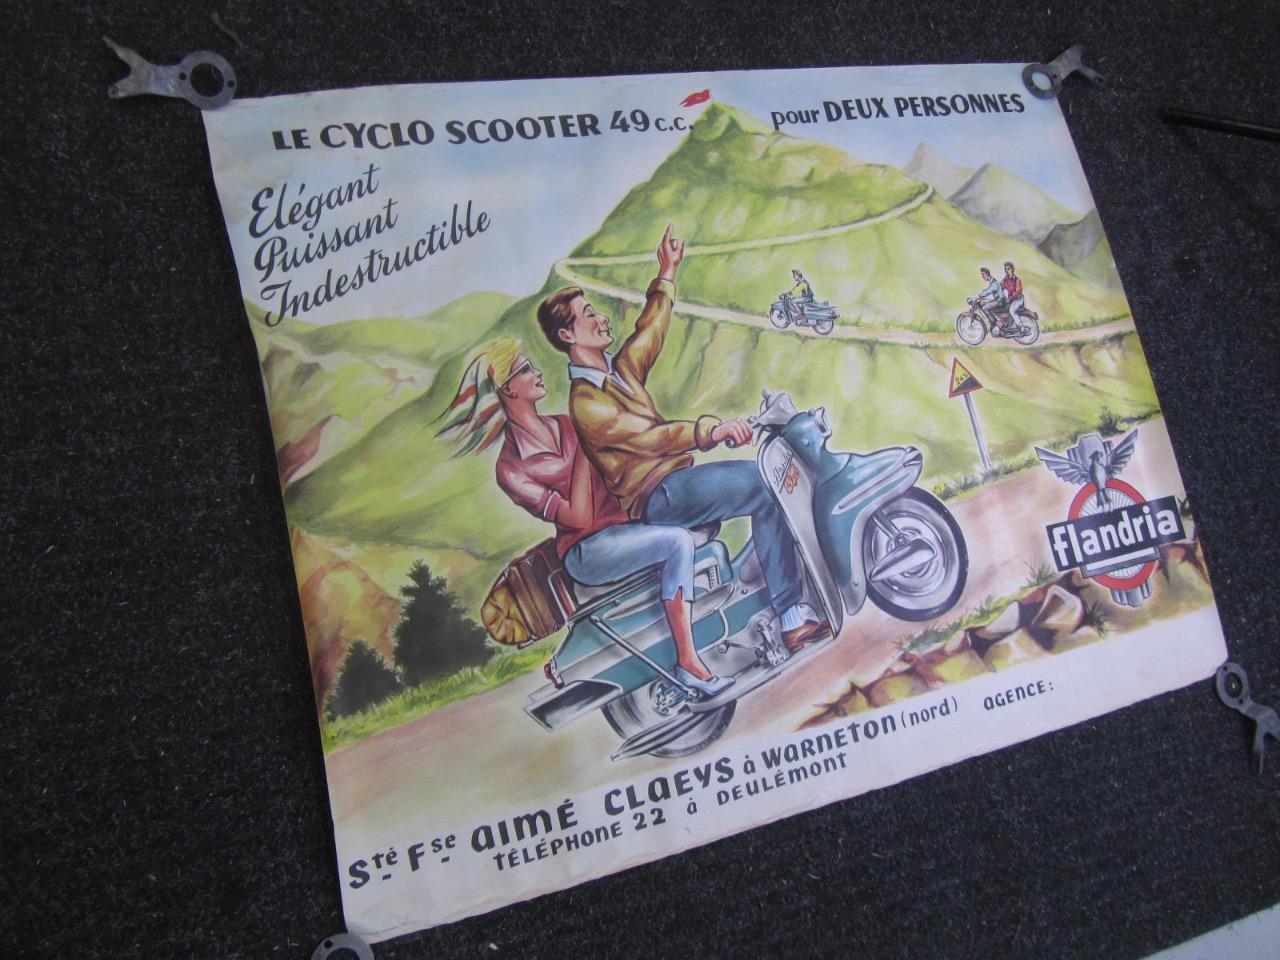 LE CYCLO SCOOTER 49 c.c. pour DEUX PERSONNES
Elégant
Puissant
Indestructible
flandria
Sté Fse AIMÉ CLAEYS à WARNETON (nord) AGENCE:
TÉLÉPHONE 22 à DEULÉMONT